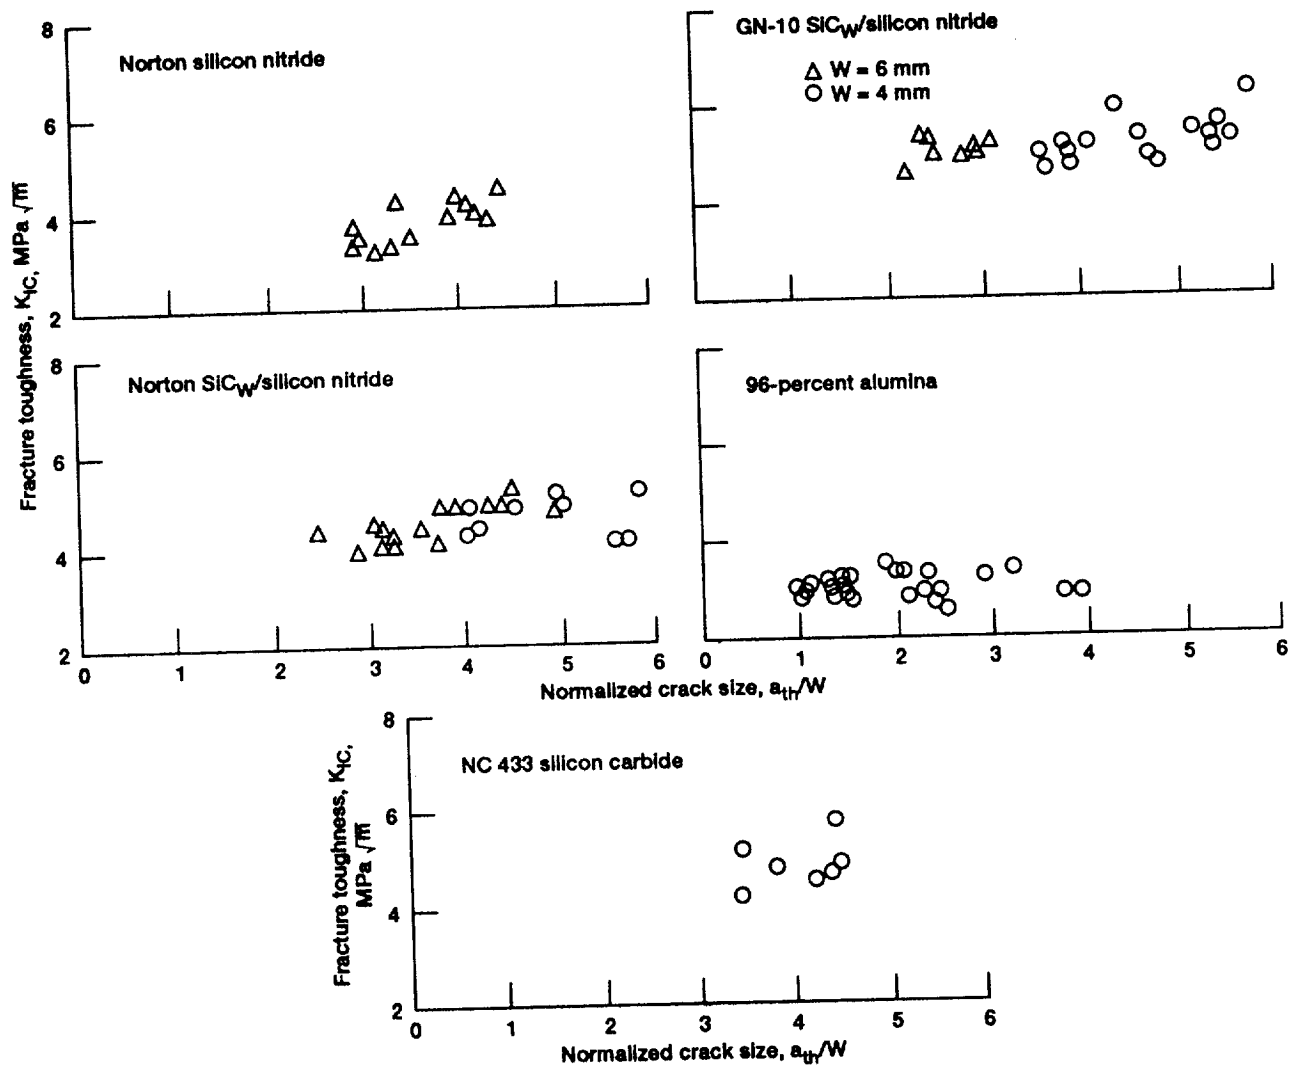 8
6
4
2
Norton silicon nitride
GN-10 SiCW/silicon nitride
△ W = 6 mm
○ W = 4 mm
Fracture toughness, KIC, MPa √m
8
6
4
2
Norton SiCW/silicon nitride
96-percent alumina
0 1 2 3 4 5 6
0 1 2 3 4 5 6
Normalized crack size, ath/W
8
6
4
2
Fracture toughness, KIC,
MPa √m
NC 433 silicon carbide
0 1 2 3 4 5 6
Normalized crack size, ath/W